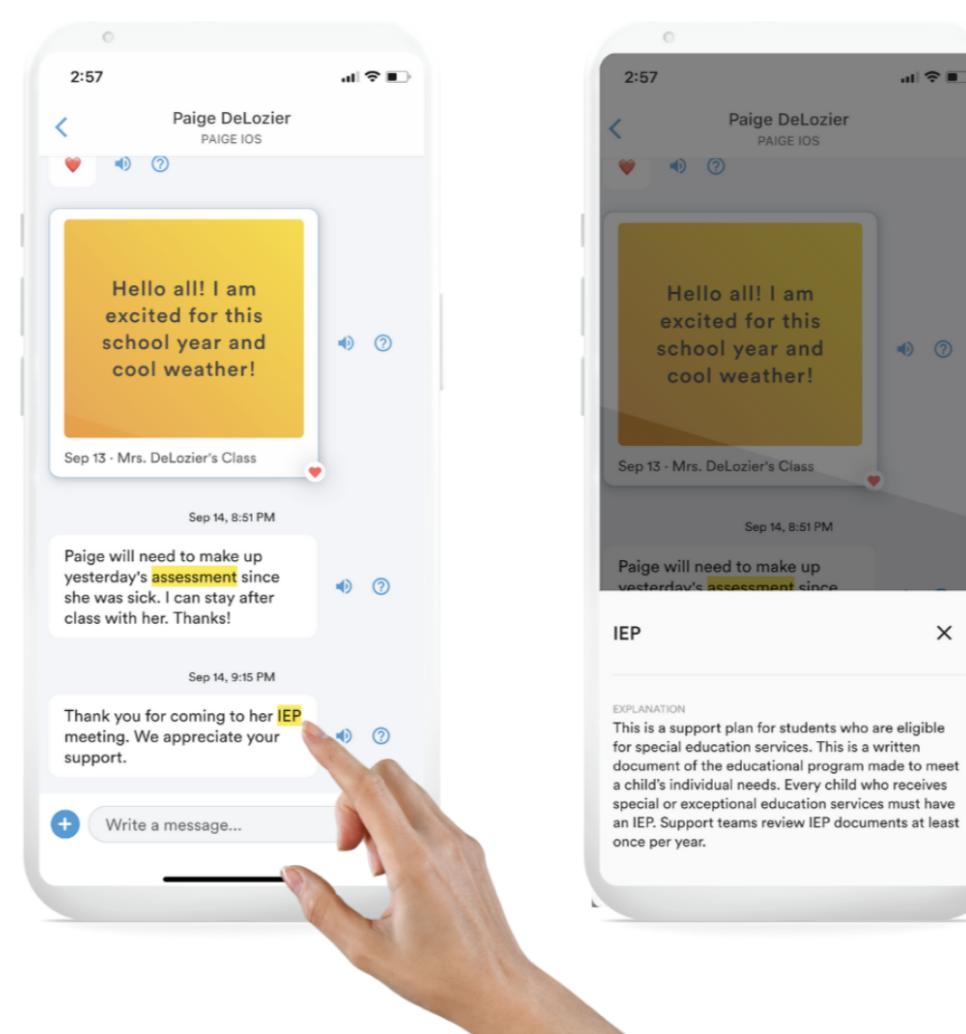 2:57
Paige DeLozier
PAIGE IOS
Hello all! I am
excited for this
school year and
cool weather!
Sep 13 · Mrs. DeLozier's Class
Sep 14, 8:51 PM
Paige will need to make up
yesterday's assessment since
she was sick. I can stay after
class with her. Thanks!
Sep 14, 9:15 PM
Thank you for coming to her IEP
meeting. We appreciate your
support.
Write a message...
2:57
Paige DeLozier
PAIGE IOS
Hello all! I am
excited for this
school year and
cool weather!
Sep 13 · Mrs. DeLozier's Class
Sep 14, 8:51 PM
Paige will need to make up
yesterday's assessment since
IEP
EXPLANATION
This is a support plan for students who are eligible
for special education services. This is a written
document of the educational program made to meet
a child's individual needs. Every child who receives
special or exceptional education services must have
an IEP. Support teams review IEP documents at least
once per year.